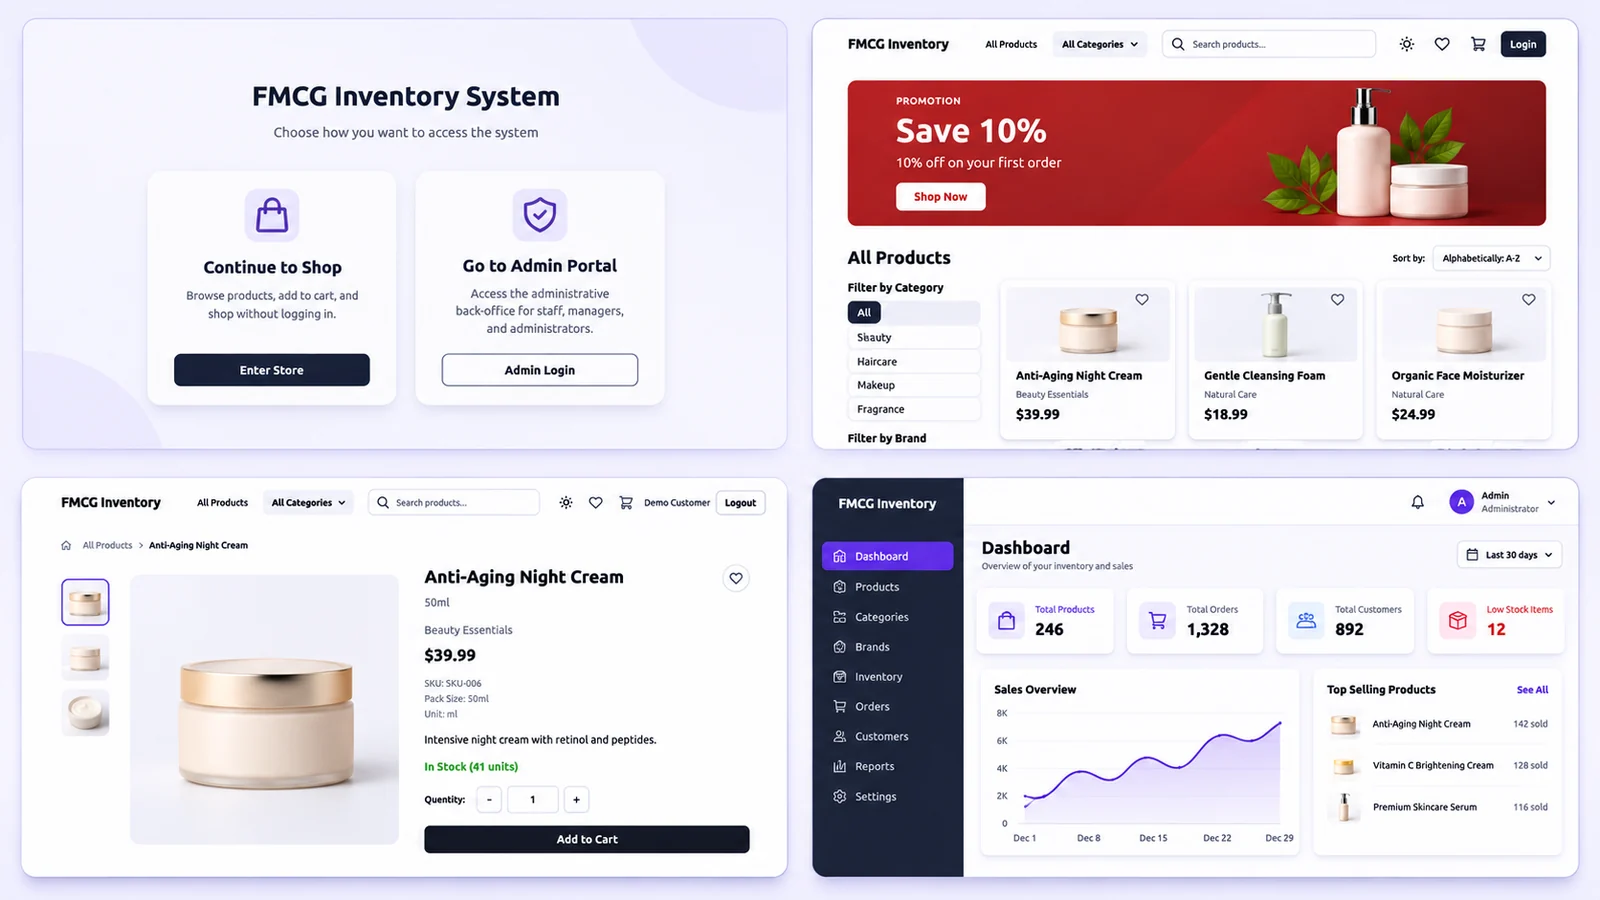 FMCG Inventory System
Choose how you want to access the system
Continue to Shop
Browse products, add to cart, and
shop without logging in.
Enter Store
Go to Admin Portal
Access the administrative
back-office for staff, managers,
and administrators.
Admin Login
FMCG Inventory
All Products
All Categories
Search products...
Login
PROMOTION
Save 10%
10% off on your first order
Shop Now
All Products
Sort by:
Alphabetically: A-Z
Filter by Category
All
Haircare
Makeup
Fragrance
Filter by Brand
Anti-Aging Night Cream
Beauty Essentials
$39.99
Gentle Cleansing Foam
Natural Care
$18.99
Organic Face Moisturizer
Natural Care
$24.99
FMCG Inventory
All Products
All Categories
Search products...
Demo Customer
Logout
All Products > Anti-Aging Night Cream
Anti-Aging Night Cream
50ml
Beauty Essentials
$39.99
SKU: SKU-006
Pack Size: 50ml
Unit: ml
Intensive night cream with retinol and peptides.
In Stock (41 units)
Quentity:
- 1 +
Add to Cart
FMCG Inventory
Dashboard
Products
Categories
Brands
Inventory
Orders
Customers
Reports
Settings
A
Admin
Administrator
Dashboard
Overview of your inventory and sales
Last 30 days
Total Products
246
Total Orders
1,328
Total Customers
892
Low Stock Items
12
Sales Overview
8K
6K
4K
2K
0
Dec 1
Dec 8
Dec 15
Dec 22
Dec 29
Top Selling Products
See All
Anti-Aging Night Cream
142 sold
Vitamin C Brightening Cream
128 sold
Premium Skincare Serum
116 sold